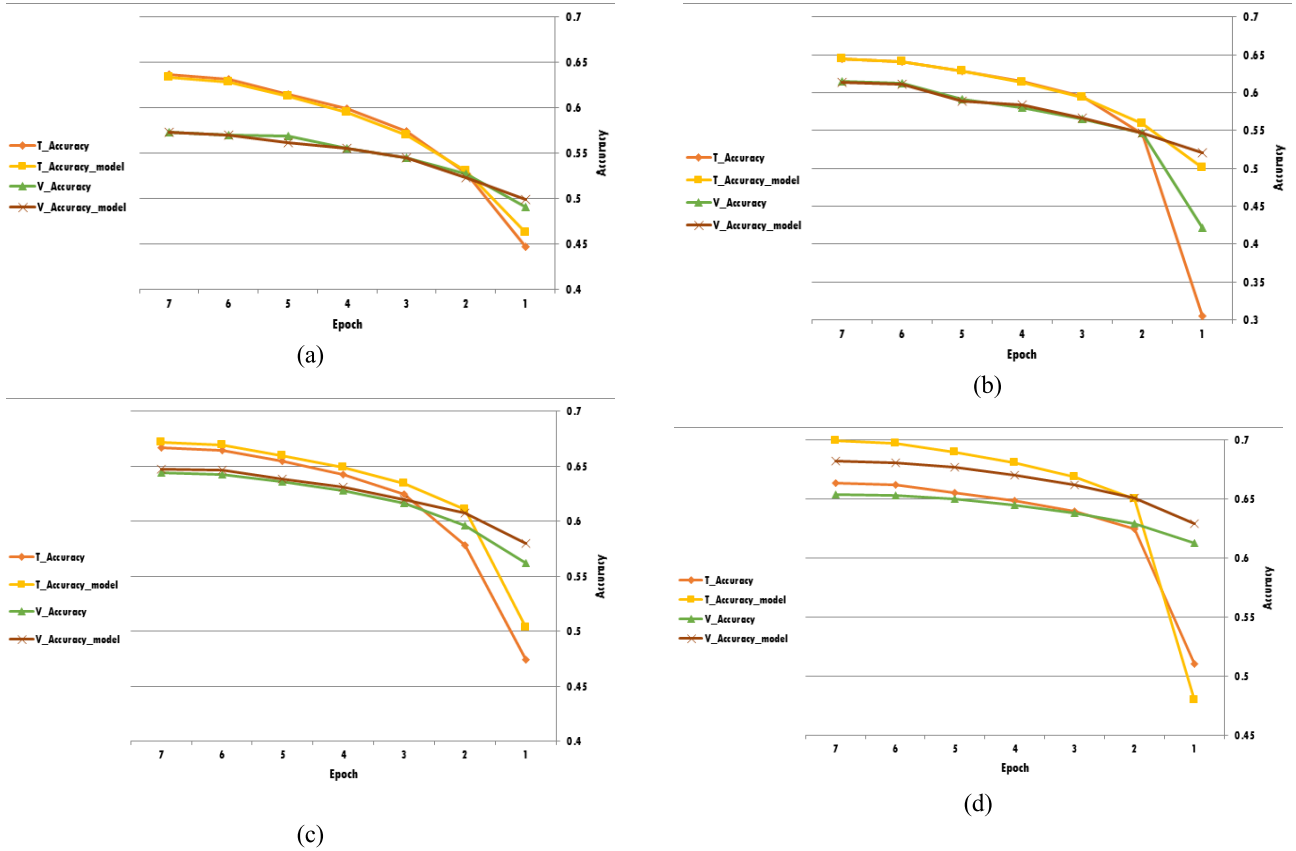 0.7
0.65
0.6
0.55
0.5
0.45
0.4
Accuracy
T_Accuracy
T_Accuracy_model
V_Accuracy
V_Accuracy_model
7 6 5 4 3 2 1
Epoch
(a)
0.7
0.65
0.6
0.55
0.5
0.45
0.4
0.35
0.3
Accuracy
T_Accuracy
T_Accuracy_model
V_Accuracy
V_Accuracy_model
7 6 5 4 3 2 1
Epoch
(b)
0.7
0.65
0.6
0.55
0.5
0.45
0.4
Accuracy
T_Accuracy
T_Accuracy_model
V_Accuracy
V_Accuracy_model
7 6 5 4 3 2 1
Epoch
(c)
0.7
0.65
0.6
0.55
0.5
0.45
Accuracy
T_Accuracy
T_Accuracy_model
V_Accuracy
V_Accuracy_model
7 6 5 4 3 2 1
Epoch
(d)